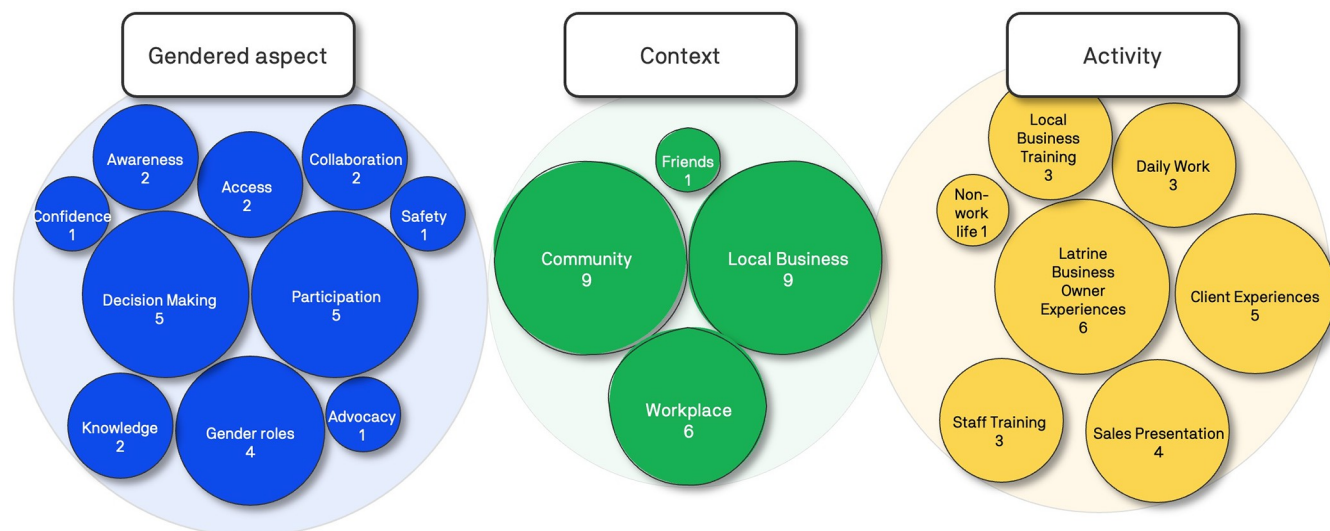 Gendered aspect
Awareness
2
Access
2
Collaboration
2
Confidence
1
Safety
1
Decision Making
5
Participation
5
Knowledge
2
Gender roles
4
Advocacy
1
Context
Friends
1
Community
9
Local Business
9
Workplace
6
Activity
Local
Business
Training
3
Daily Work
3
Non-
work
life 1
Latrine
Business
Owner
Experiences
6
Client Experiences
5
Staff Training
3
Sales Presentation
4